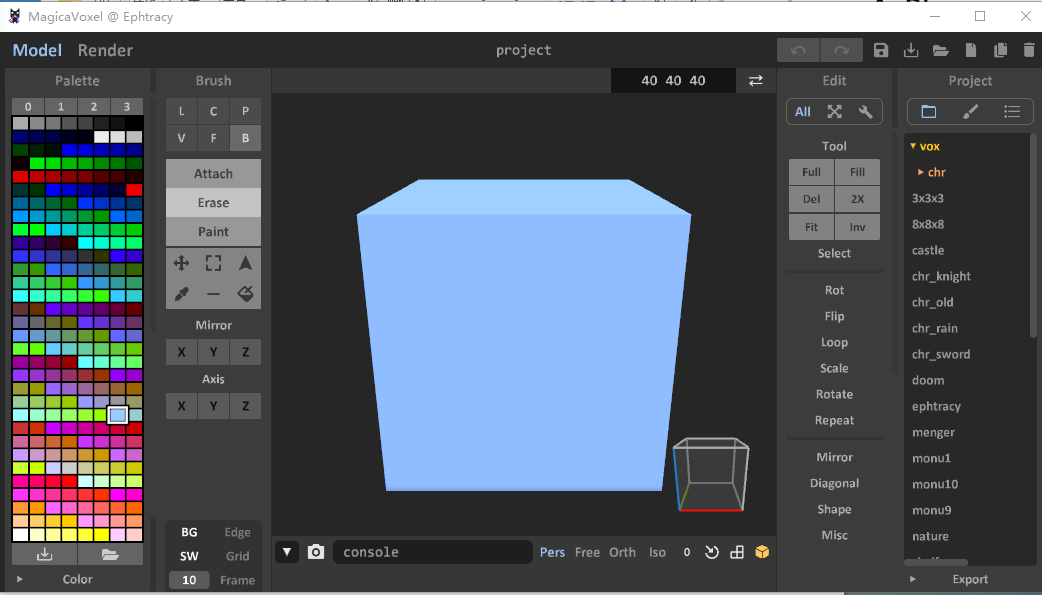 MagicaVoxel @ Ephtracy
Model Render
project
Palette
0 1 2 3
Color
Brush
L C P
V F B
Attach
Erase
Paint
Mirror
X Y Z
Axis
X Y Z
BG Edge
SW Grid
10 Frame
40 40 40
console
Pers Free Orth Iso 0
Edit
All
Tool
Full Fill
Del 2X
Fit Inv
Select
Rot
Flip
Loop
Scale
Rotate
Repeat
Mirror
Diagonal
Shape
Misc
Project
vox
chr
3x3x3
8x8x8
castle
chr_knight
chr_old
chr_rain
chr_sword
doom
ephtracy
menger
monu1
monu10
monu9
nature
Export